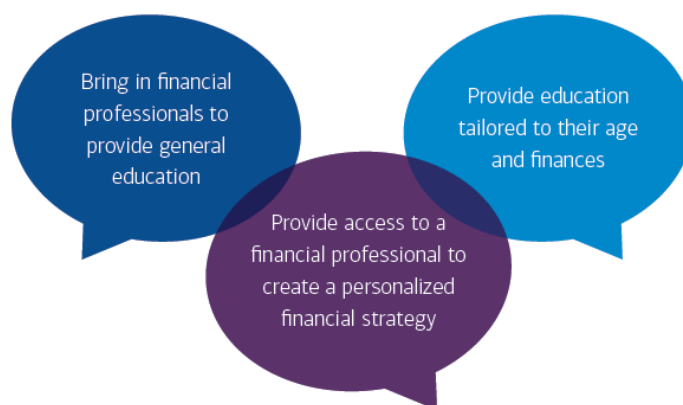 Bring in financial
professionals to
provide general
education
Provide education
tailored to their age
and finances
Provide access to a
financial professional to
create a personalized
financial strategy